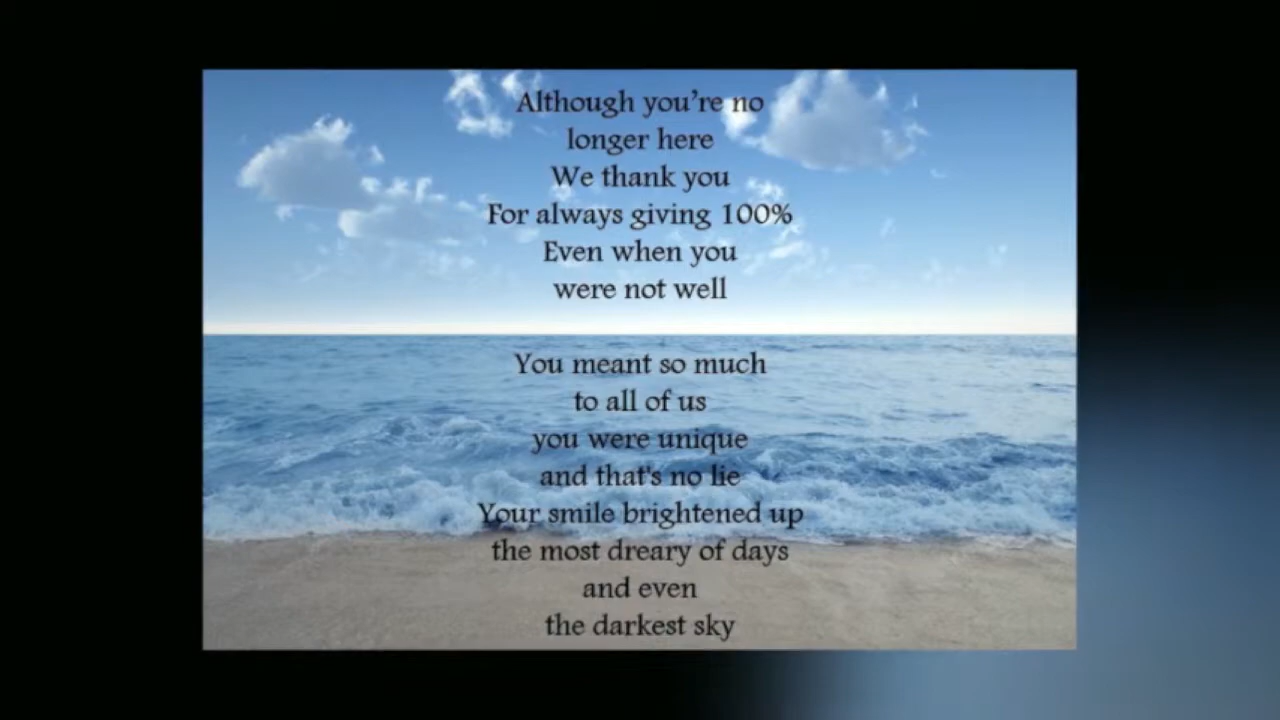 Although you’re no
longer here
We thank you
For always giving 100%
Even when you
were not well
You meant so much
to all of us
you were unique
and that's no lie
Your smile brightened up
the most dreary of days
and even
the darkest sky